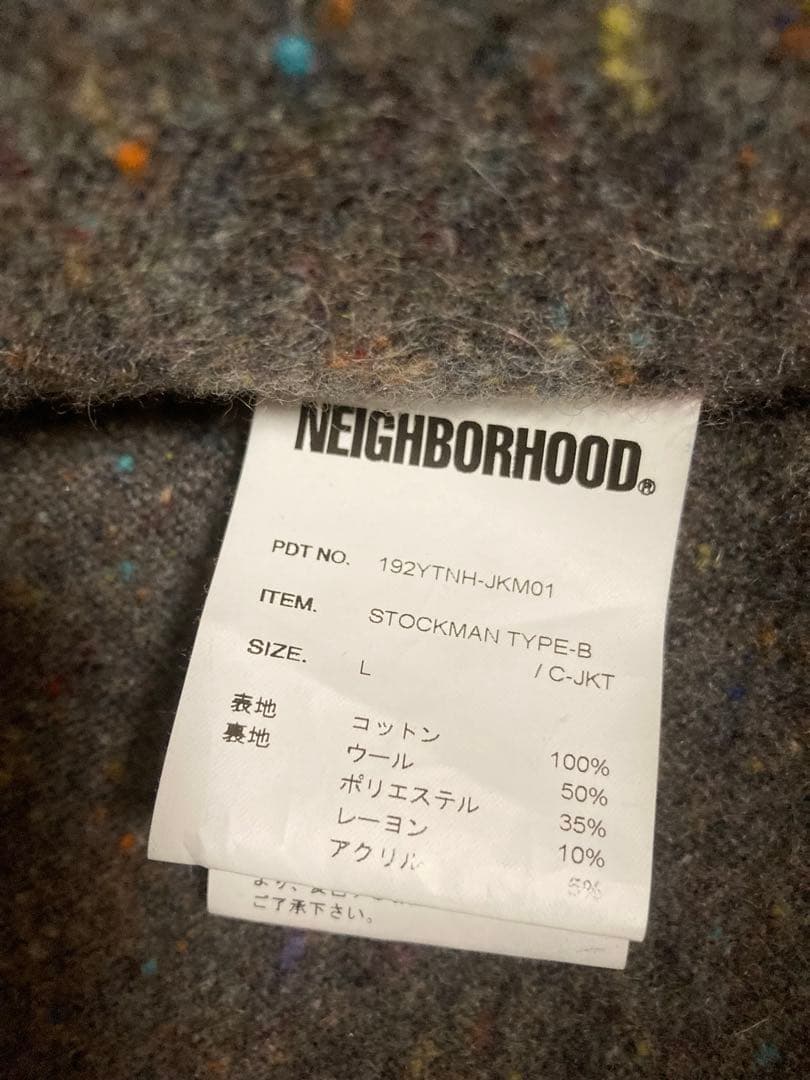 NEIGHBORHOOD®
PDT NO. 192YTNH-JKM01
ITEM. STOCKMAN TYPE-B
/ C-JKT
SIZE. L
表地 コットン 100%
裏地 ウール 50%
ポリエステル 35%
レーヨン 10%
アクリル 5%
ご了承下さい。